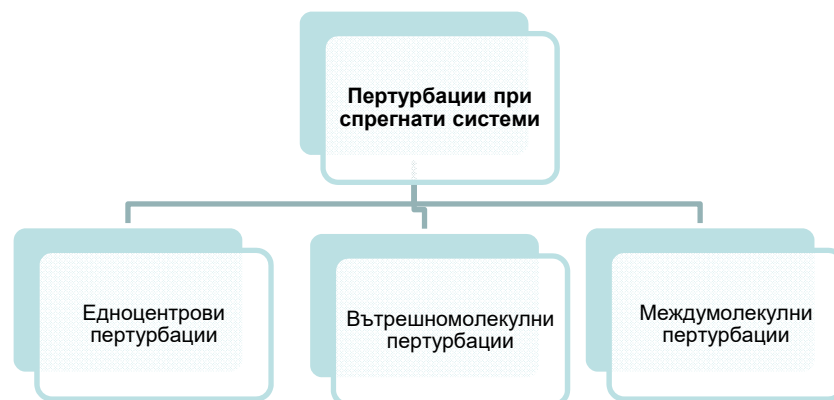 Пертурбации при
спрегнати системи
Едноцентрови
пертурбации
Вътрешномолекулни
пертурбации
Междумолекулни
пертурбации